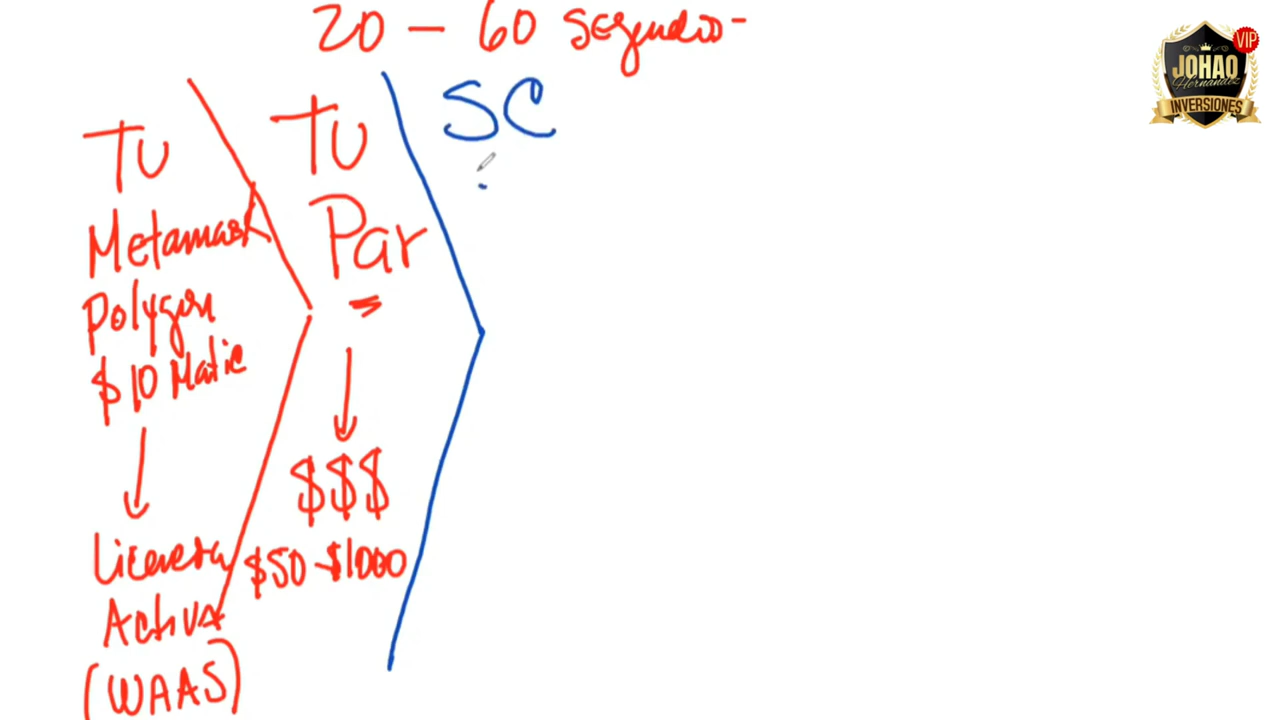 20 - 60 Segundos -
TU
Metamask
Polygon
$10 Matic
Licencia
Activa
(WAAS)
TU
Par
$$$
$50 - $1000
SC
VIP
JOHAO
Hernandez
INVERSIONES